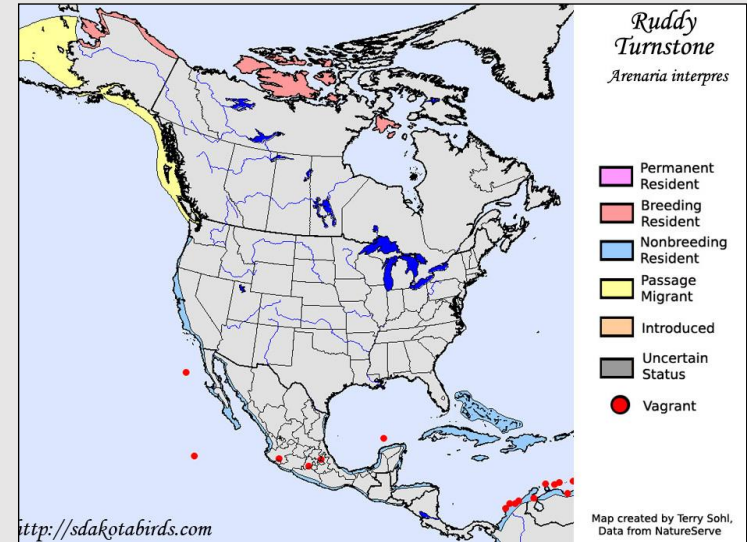 Ruddy
Turnstone
Arenaria interpres
Permanent
Resident
Breeding
Resident
Nonbreeding
Resident
Passage
Migrant
Introduced
Uncertain
Status
Vagrant
ittp://sdakotabirds.com
Map created by Terry Sohl,
Data from NatureServe